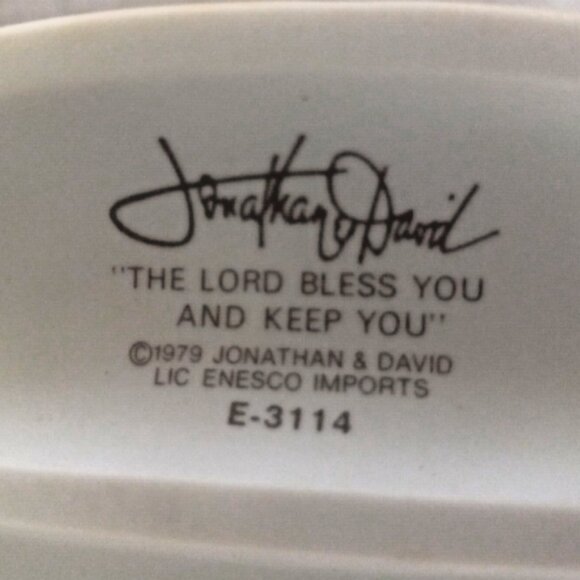 Jonathan & David
"THE LORD BLESS YOU
AND KEEP YOU"
©1979 JONATHAN & DAVID
LIC ENESCO IMPORTS
E-3114